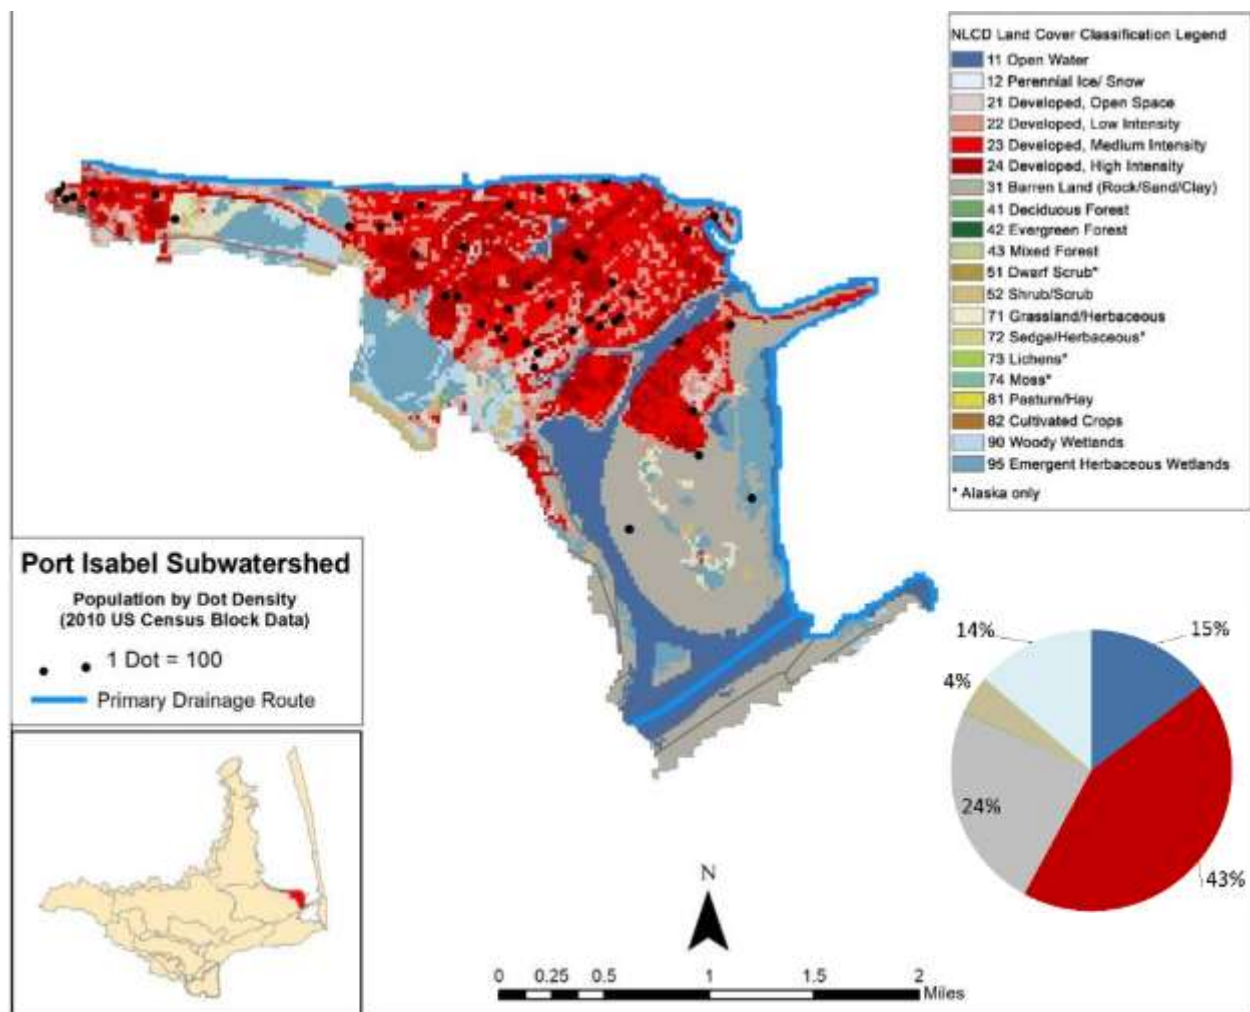 NLCD Land Cover Classification Legend
11 Open Water
12 Perennial Ice/ Snow
21 Developed, Open Space
22 Developed, Low Intensity
23 Developed, Medium Intensity
24 Developed, High Intensity
31 Barren Land (Rock/Sand/Clay)
41 Deciduous Forest
42 Evergreen Forest
43 Mixed Forest
51 Dwarf Scrub*
52 Shrub/Scrub
71 Grassland/Herbaceous
72 Sedge/Herbaceous*
73 Lichens*
74 Moss*
81 Pasture/Hay
82 Cultivated Crops
90 Woody Wetlands
95 Emergent Herbaceous Wetlands
* Alaska only
Port Isabel Subwatershed
Population by Dot Density
(2010 US Census Block Data)
1 Dot = 100
Primary Drainage Route
14%
15%
4%
24%
43%
N
0 0.25 0.5 1 1.5 2
Miles